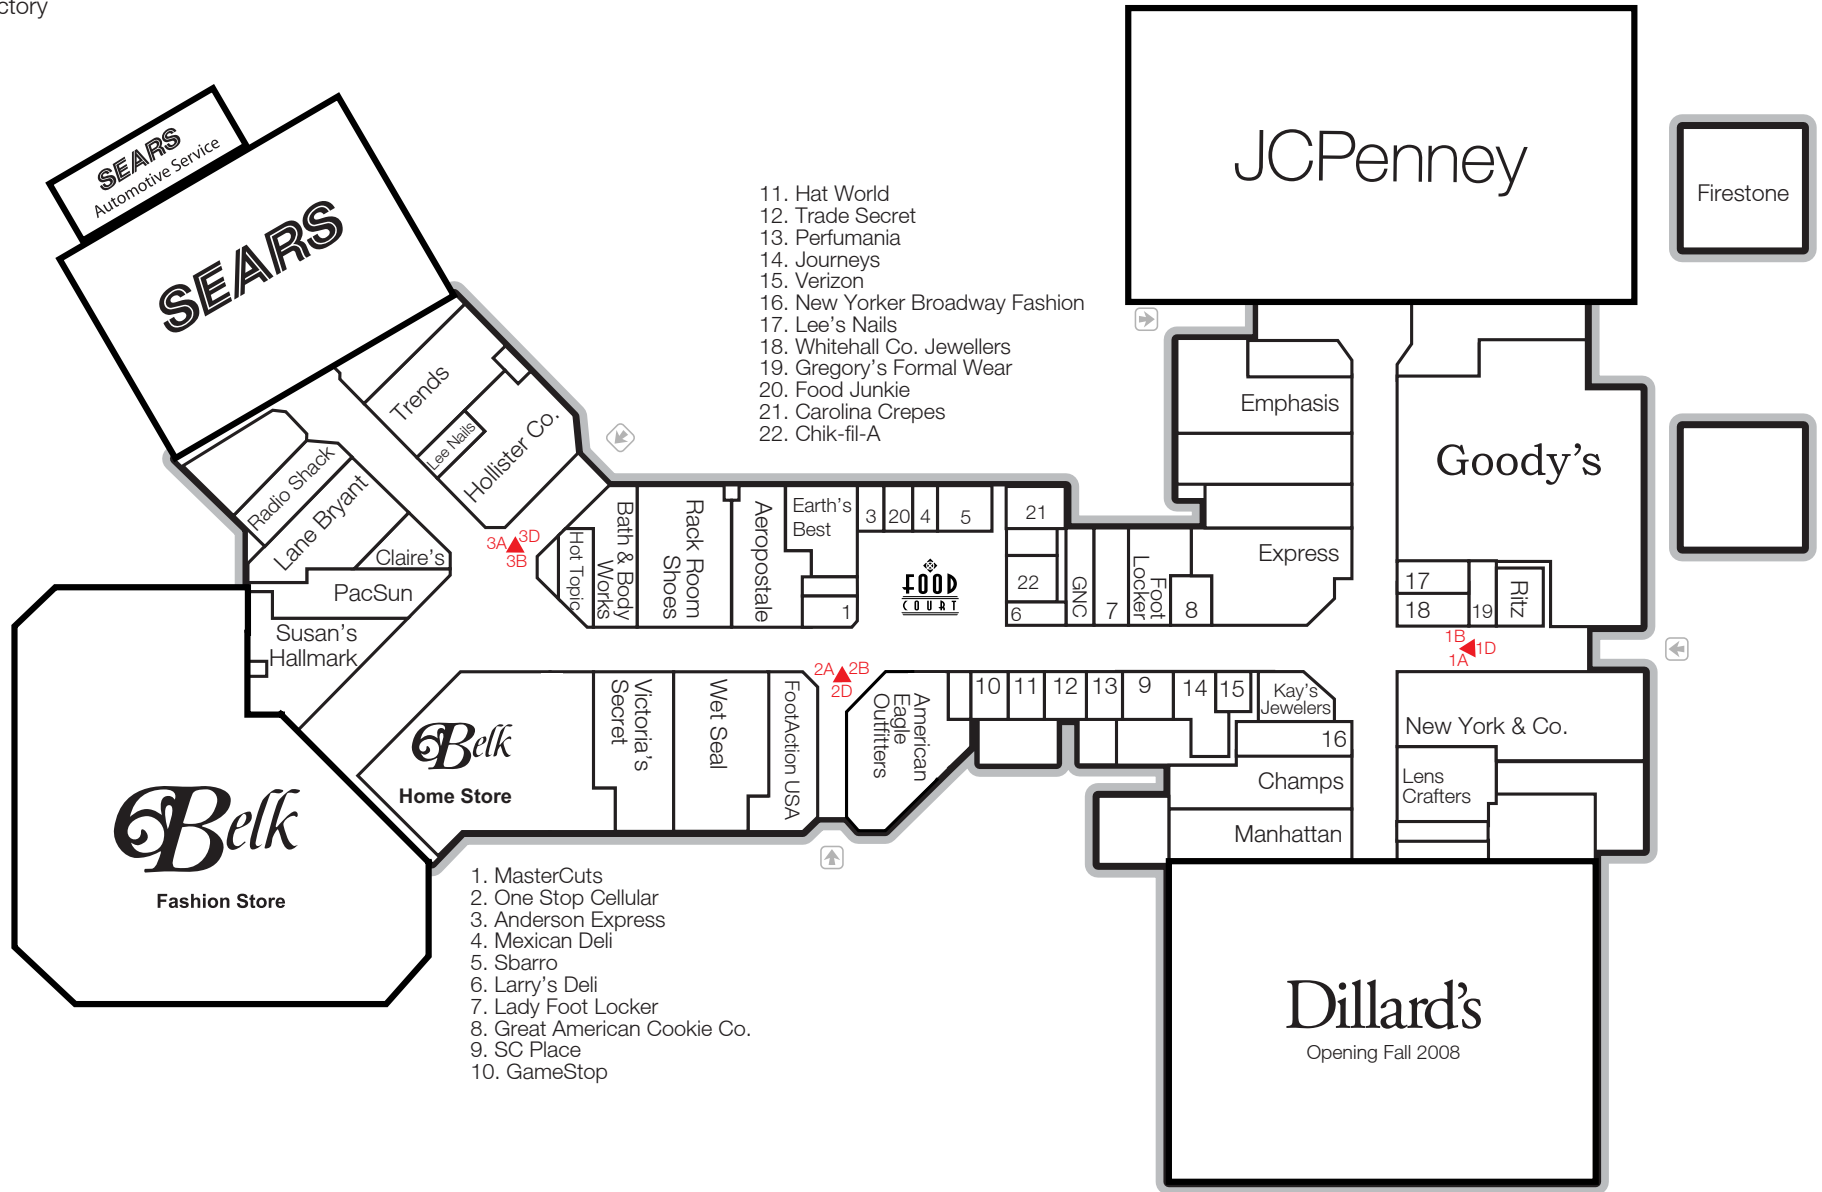 ctory
SEARS
Automotive Service
SEARS
JCPenney
Firestone
11. Hat World
12. Trade Secret
13. Perfumania
14. Journeys
15. Verizon
16. New Yorker Broadway Fashion
17. Lee's Nails
18. Whitehall Co. Jewellers
19. Gregory's Formal Wear
20. Food Junkie
21. Carolina Crepes
22. Chik-fil-A
Trends
Lee Nails
Hollister Co.
Radio Shack
Lane Bryant
Claire's
PacSun
Susan's
Hallmark
3A 3D
3B
Hot Topic
Bath & Body
Works
Rack Room
Shoes
Aeropostale
Earth's
Best
1
3
20
4
5
FOOD
COURT
21
22
6
GNC
7
Foot
Locker
8
Emphasis
Express
Goody's
17
18
19
Ritz
1B
1D
1A
2A 2B
2D
Belk
Home Store
Victoria's
Secret
Wet Seal
FootAction USA
American
Eagle
Outfitters
10
11
12
13
9
14
15
Kay's
Jewelers
16
Champs
Manhattan
New York & Co.
Lens
Crafters
Belk
Fashion Store
1. MasterCuts
2. One Stop Cellular
3. Anderson Express
4. Mexican Deli
5. Sbarro
6. Larry's Deli
7. Lady Foot Locker
8. Great American Cookie Co.
9. SC Place
10. GameStop
Dillard's
Opening Fall 2008